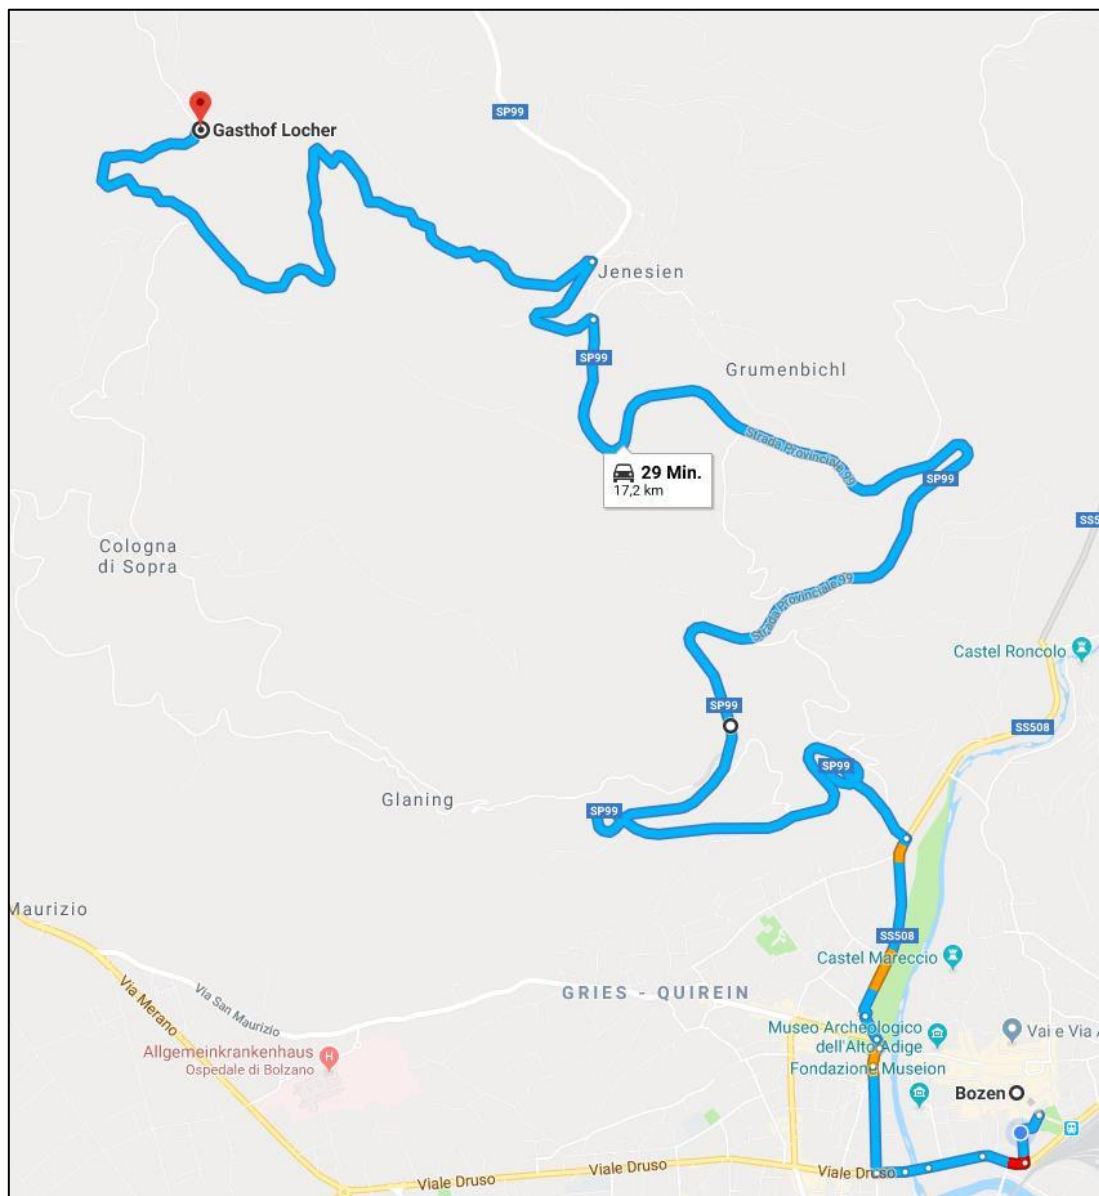 SP99
Gasthof Locher
Jenesien
SP99
Grumenbichl
Strada Provinciale 99
29 Min.
17,2 km
SP99
SS5
Cologna
di Sopra
Strada Provinciale 99
Castel Roncolo
SP99
SS508
SP99
Glaning
SP99
Maurizio
SS508
Castel Mareccio
GRIES - QUIREIN
Via Merano
Via San Maurizio
Museo Archeologico
dell'Alto Adige
Vai e Via A
Allgemeinkrankenhaus
Ospedale di Bolzano
H
Fondazione Museion
Bozen
Viale Druso
Viale Druso
Viale Druso